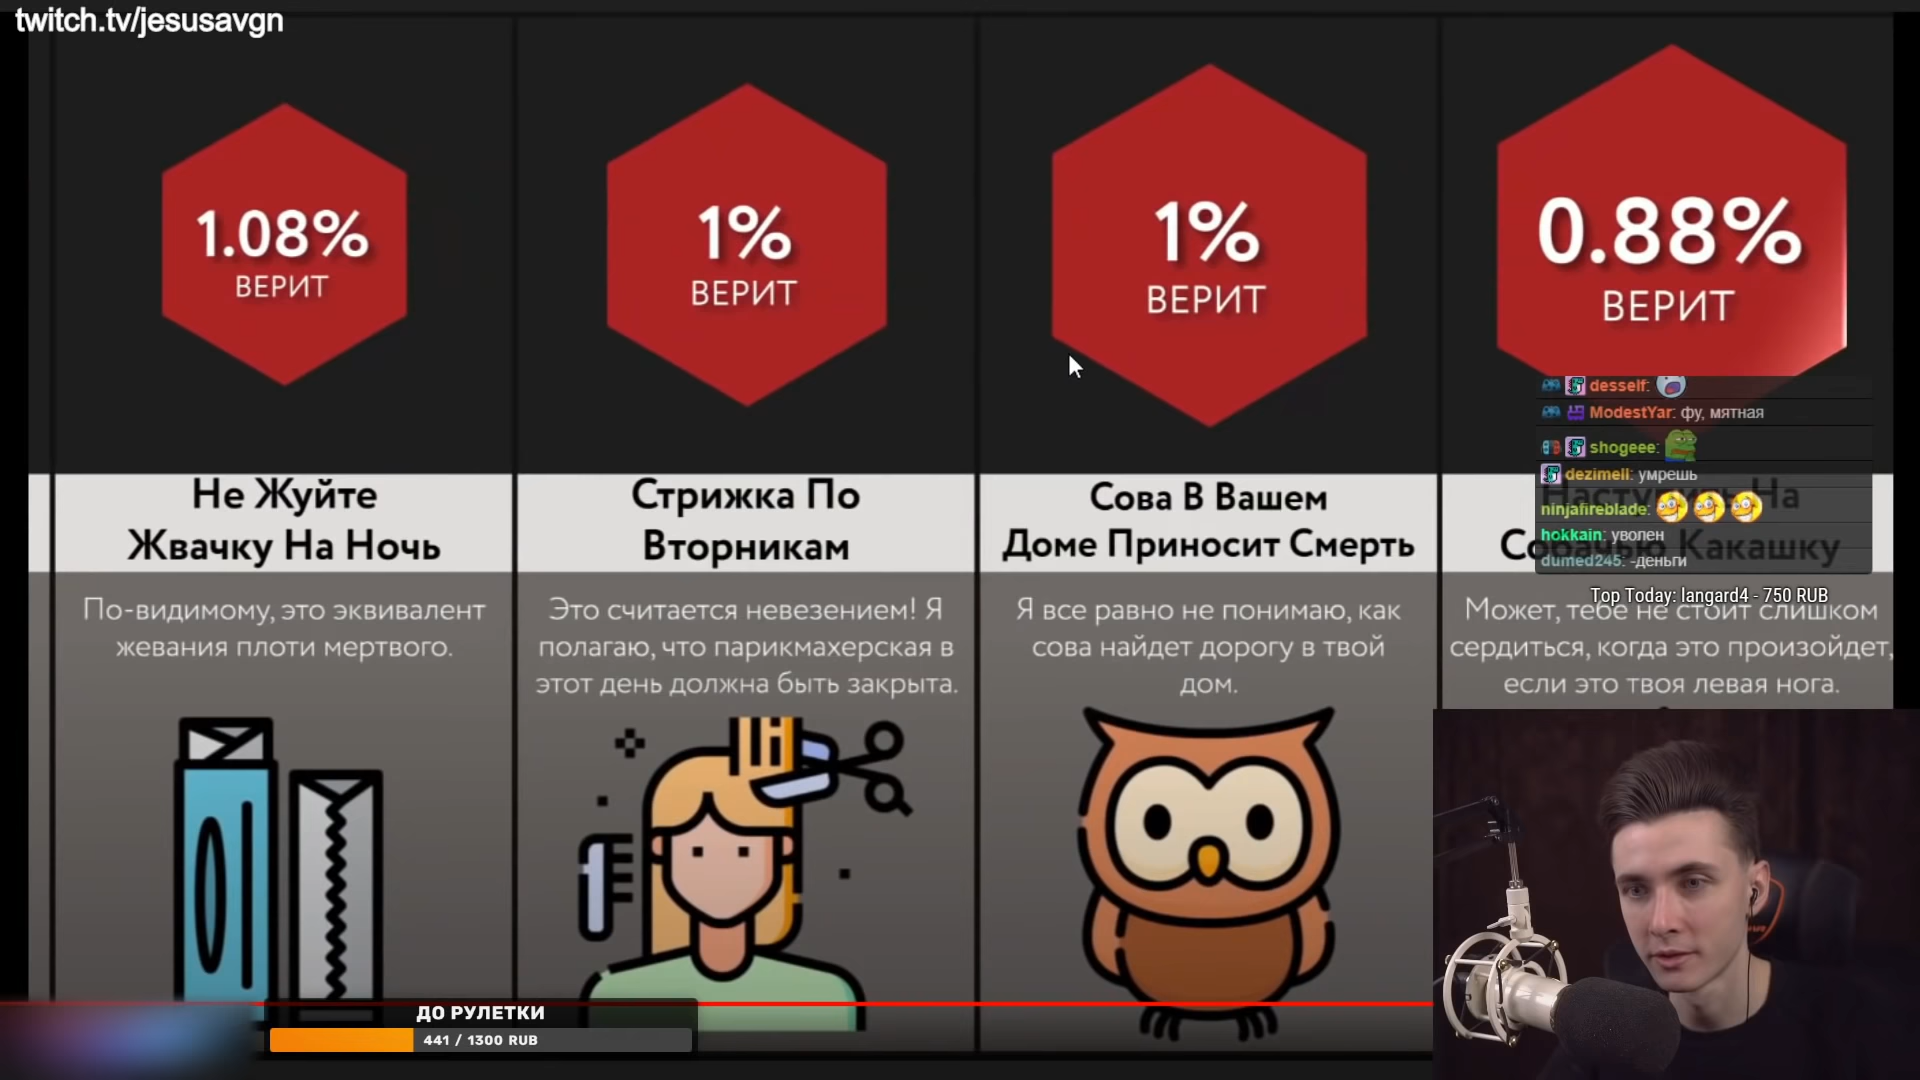 twitch.tv/jesusavgn
1.08%
ВЕРИТ
1%
ВЕРИТ
1%
ВЕРИТ
0.88%
ВЕРИТ
Не Жуйте
Жвачку На Ночь
Стрижка По
Вторникам
Сова В Вашем
Доме Приносит Смерть
На
Собачью Какашку
По-видимому, это эквивалент
жевания плоти мертвого.
Это считается невезением! Я
полагаю, что парикмахерская в
этот день должна быть закрыта.
Я все равно не понимаю, как
сова найдет дорогу в твой
дом.
Может, тебе не стоит слишком
сердиться, когда это произойдет,
если это твоя левая нога.
desself:
ModestYar: фу, мятная
shogeee:
dezimell: умрешь
ninjafireblade:
hokkain: уволен
dumed245: -деньги
Top Today: langard4 - 750 RUB
ДО РУЛЕТКИ
441 / 1300 RUB